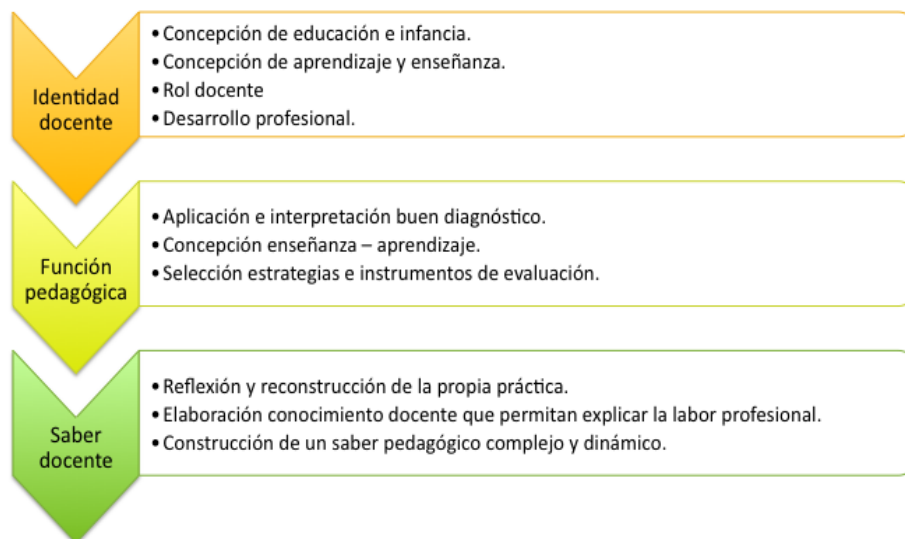 Identidad
docente
• Concepción de educación e infancia.
• Concepción de aprendizaje y enseñanza.
• Rol docente
• Desarrollo profesional.
Función
pedagógica
• Aplicación e interpretación buen diagnóstico.
• Concepción enseñanza – aprendizaje.
• Selección estrategias e instrumentos de evaluación.
Saber
docente
• Reflexión y reconstrucción de la propia práctica.
• Elaboración conocimiento docente que permitan explicar la labor profesional.
• Construcción de un saber pedagógico complejo y dinámico.